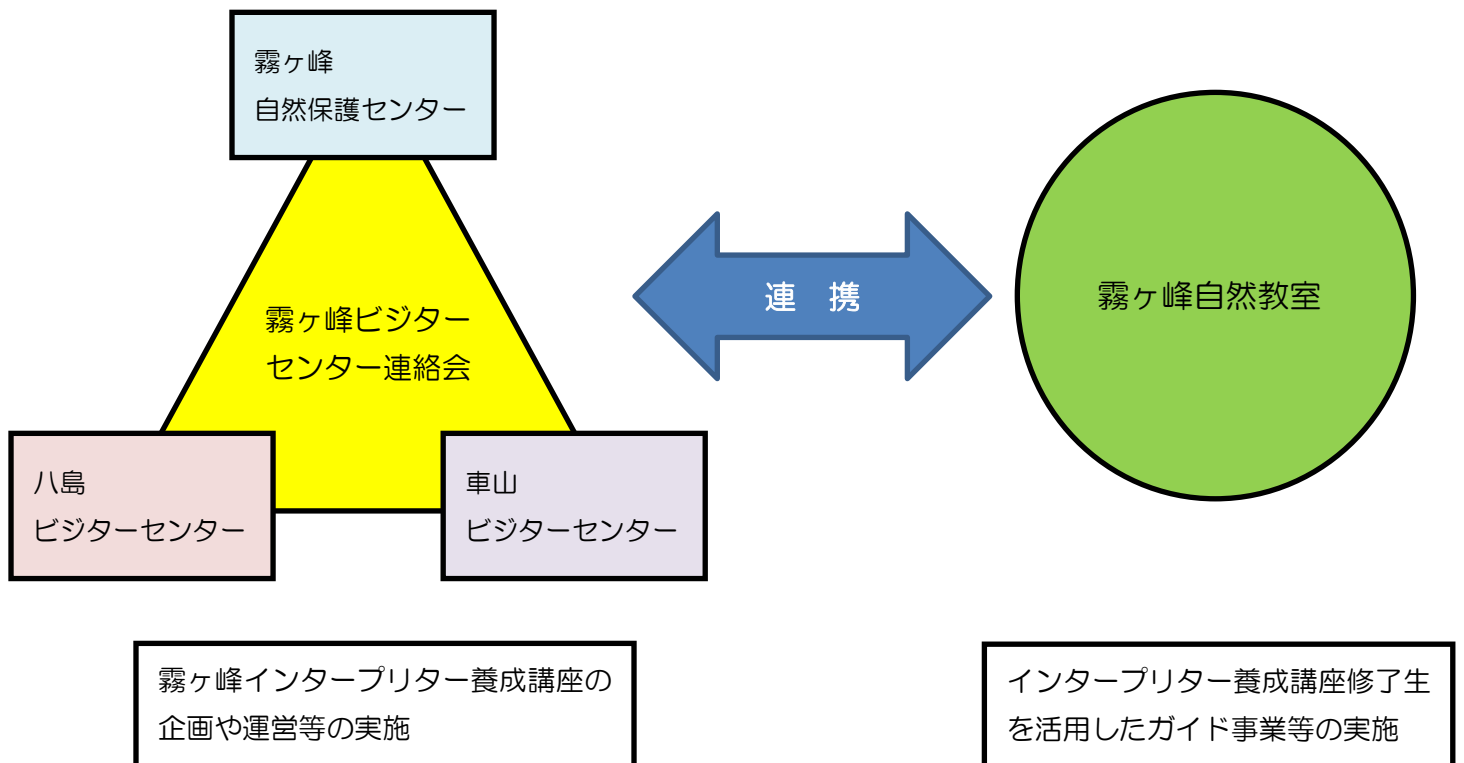 霧ヶ峰
自然保護センター
霧ヶ峰ビジター
センター連絡会
八島
ビジターセンター
車山
ビジターセンター
連　携
霧ヶ峰自然教室
霧ヶ峰インタープリター養成講座の
企画や運営等の実施
インタープリター養成講座修了生
を活用したガイド事業等の実施